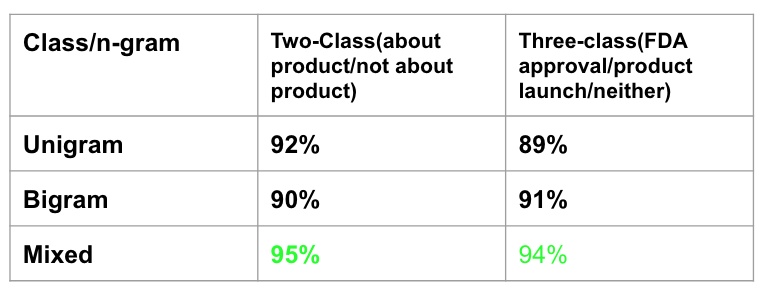 Class/n-gram
Two-Class(about
product/not about
product)
Three-class(FDA
approval/product
launch/neither)
Unigram 92% 89%
Bigram 90% 91%
Mixed 95% 94%